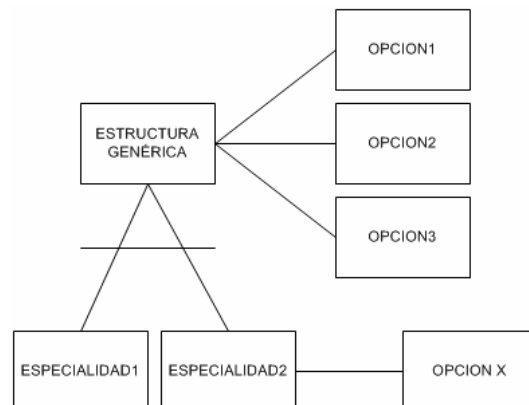 OPCION1
ESTRUCTURA
GENÉRICA
OPCION2
OPCION3
ESPECIALIDAD1
ESPECIALIDAD2
OPCION X